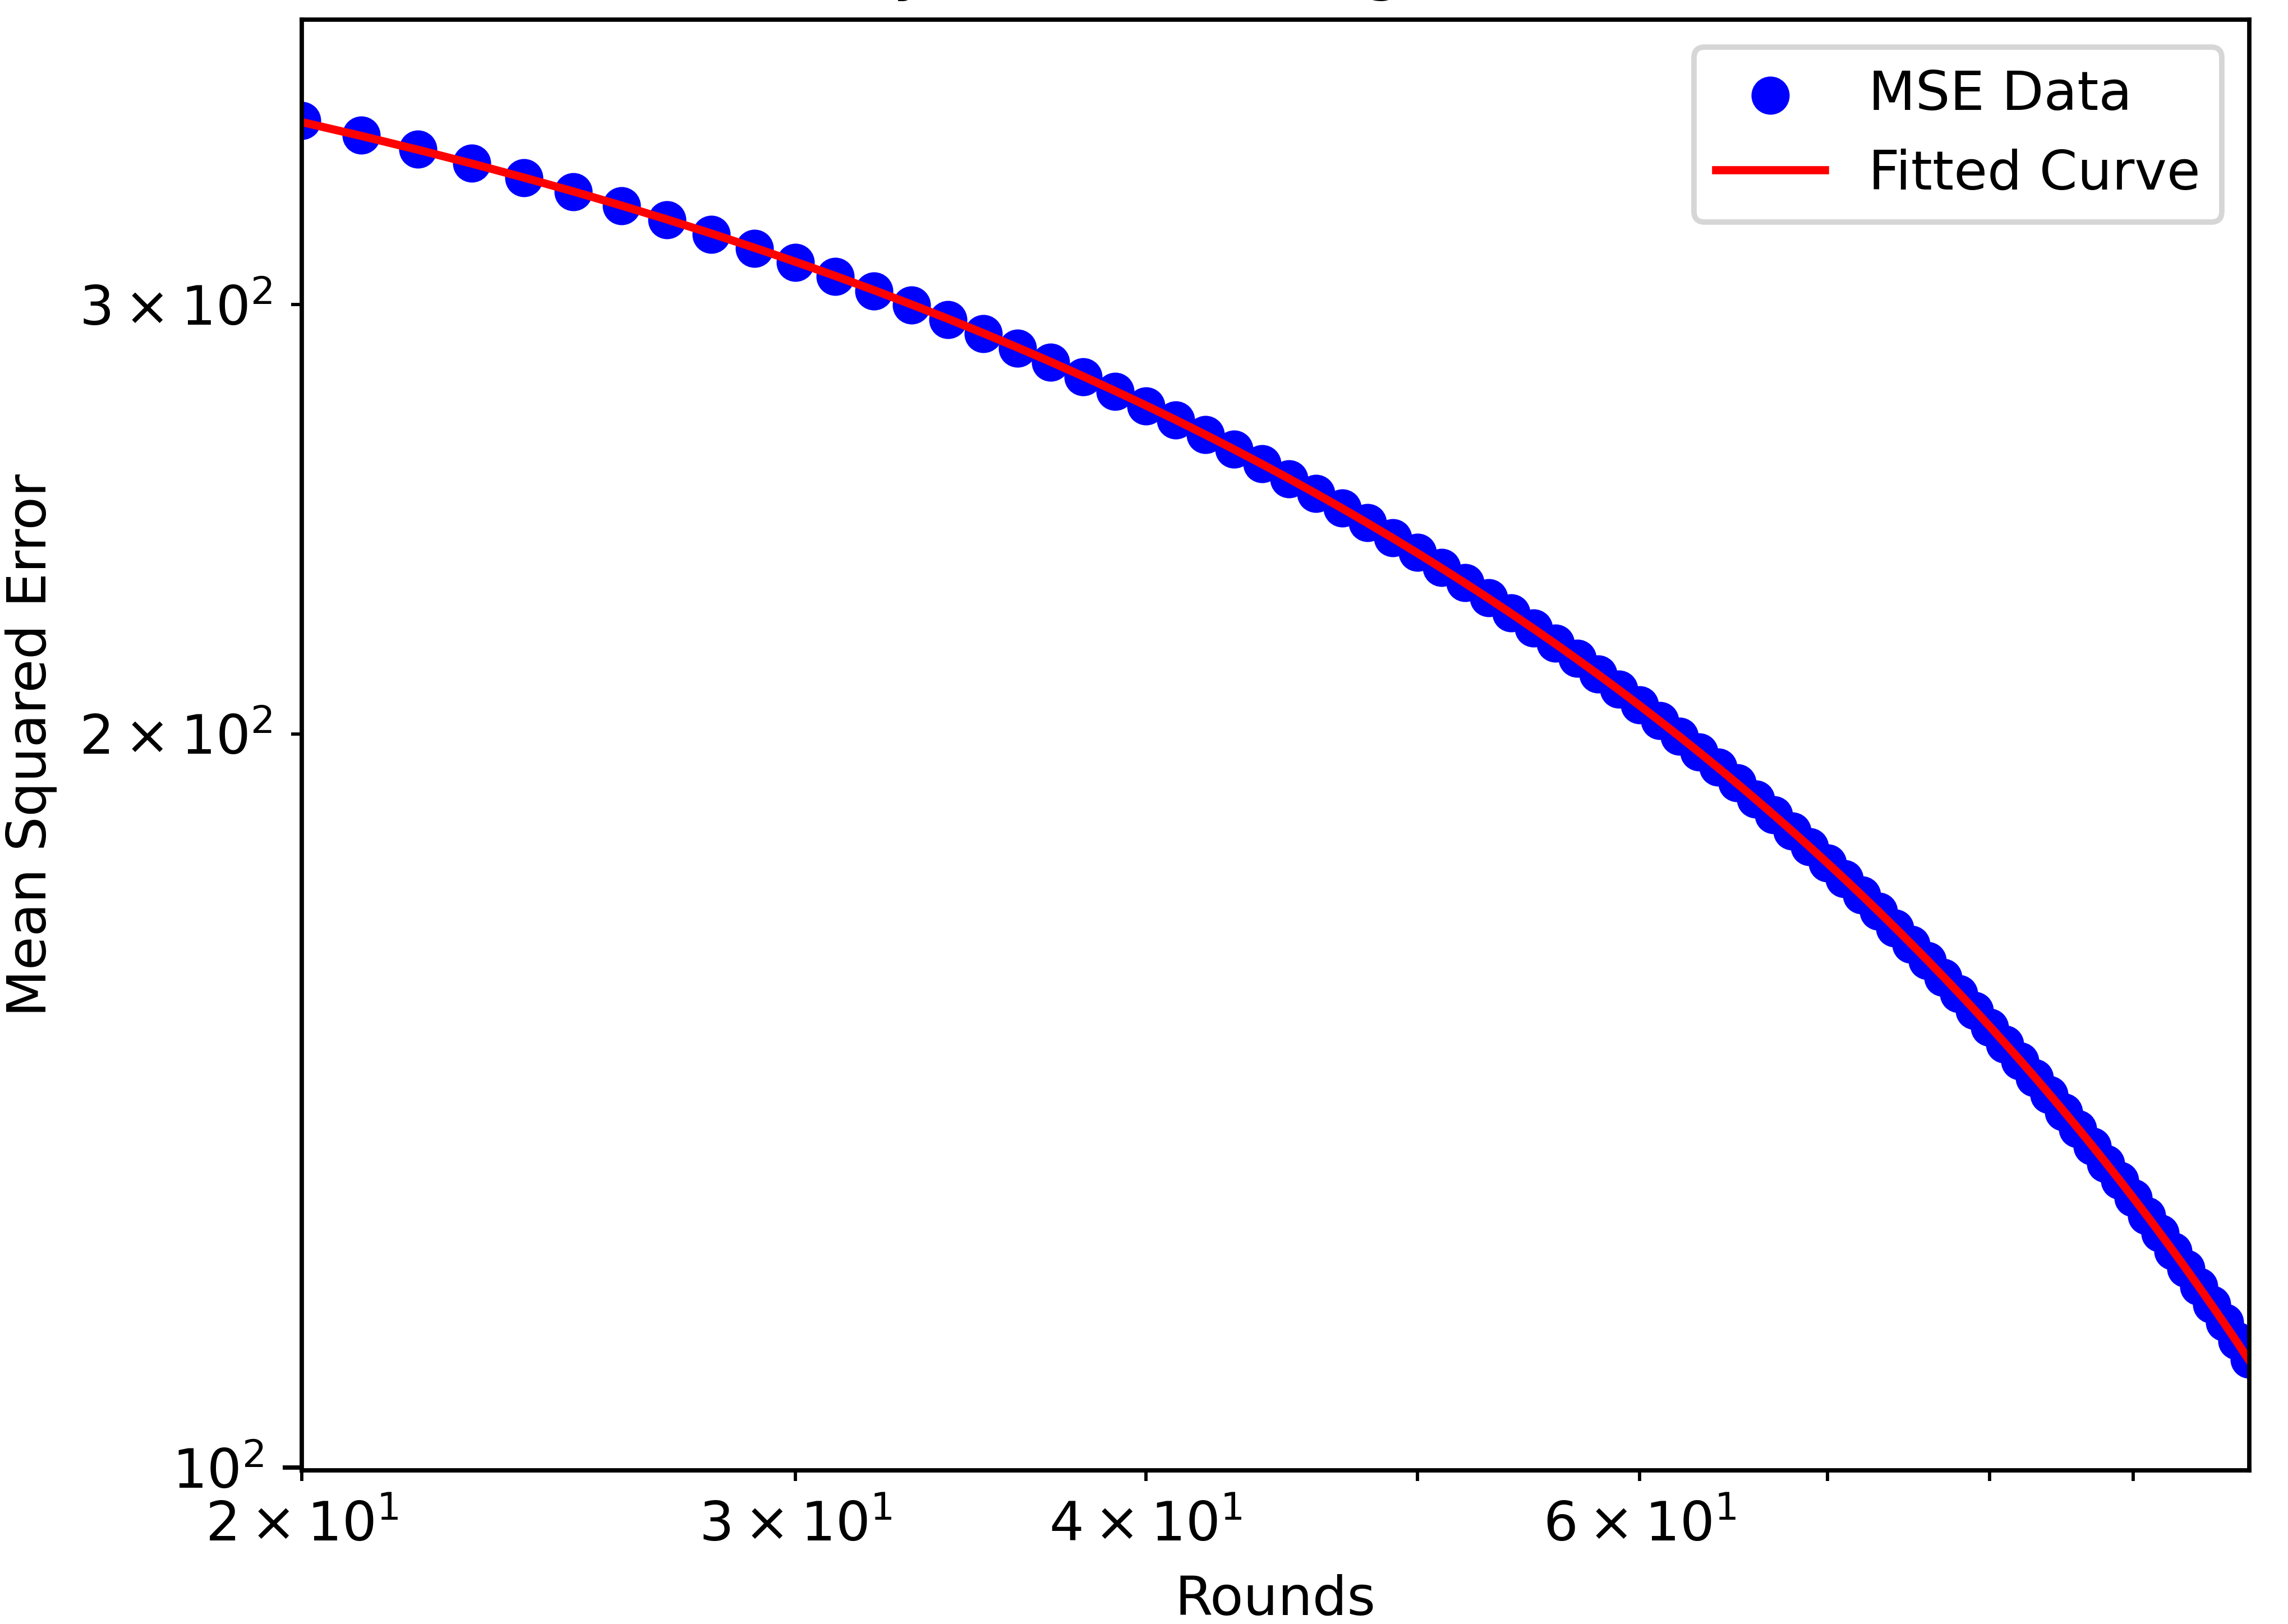 MSE Data
Fitted Curve
Mean Squared Error
3 × 10²
2 × 10²
10²
2 × 10¹
3 × 10¹
4 × 10¹
6 × 10¹
Rounds